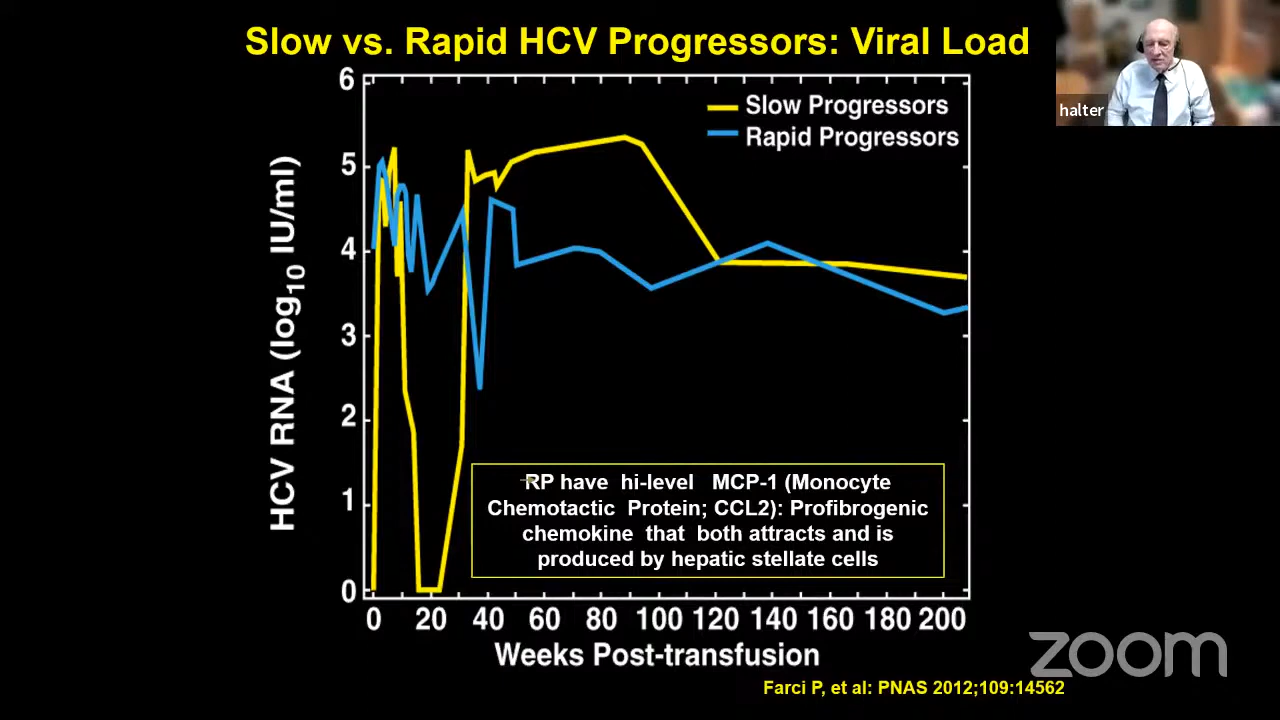 Slow vs. Rapid HCV Progressors: Viral Load
halter
6
5
4
3
2
1
0
HCV RNA (log10 IU/ml)
Slow Progressors
Rapid Progressors
RP have hi-level MCP-1 (Monocyte
Chemotactic Protein; CCL2): Profibrogenic
chemokine that both attracts and is
produced by hepatic stellate cells
0 20 40 60 80 100 120 140 160 180 200
Weeks Post-transfusion
zoom
Farci P, et al: PNAS 2012;109:14562